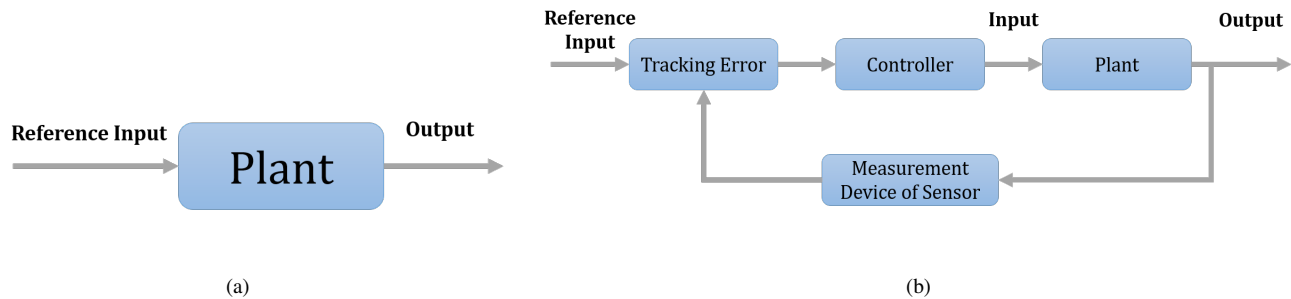 Reference Input
Plant
Output
(a)
Reference
Input
Tracking Error
Controller
Input
Plant
Output
Measurement
Device of Sensor
(b)